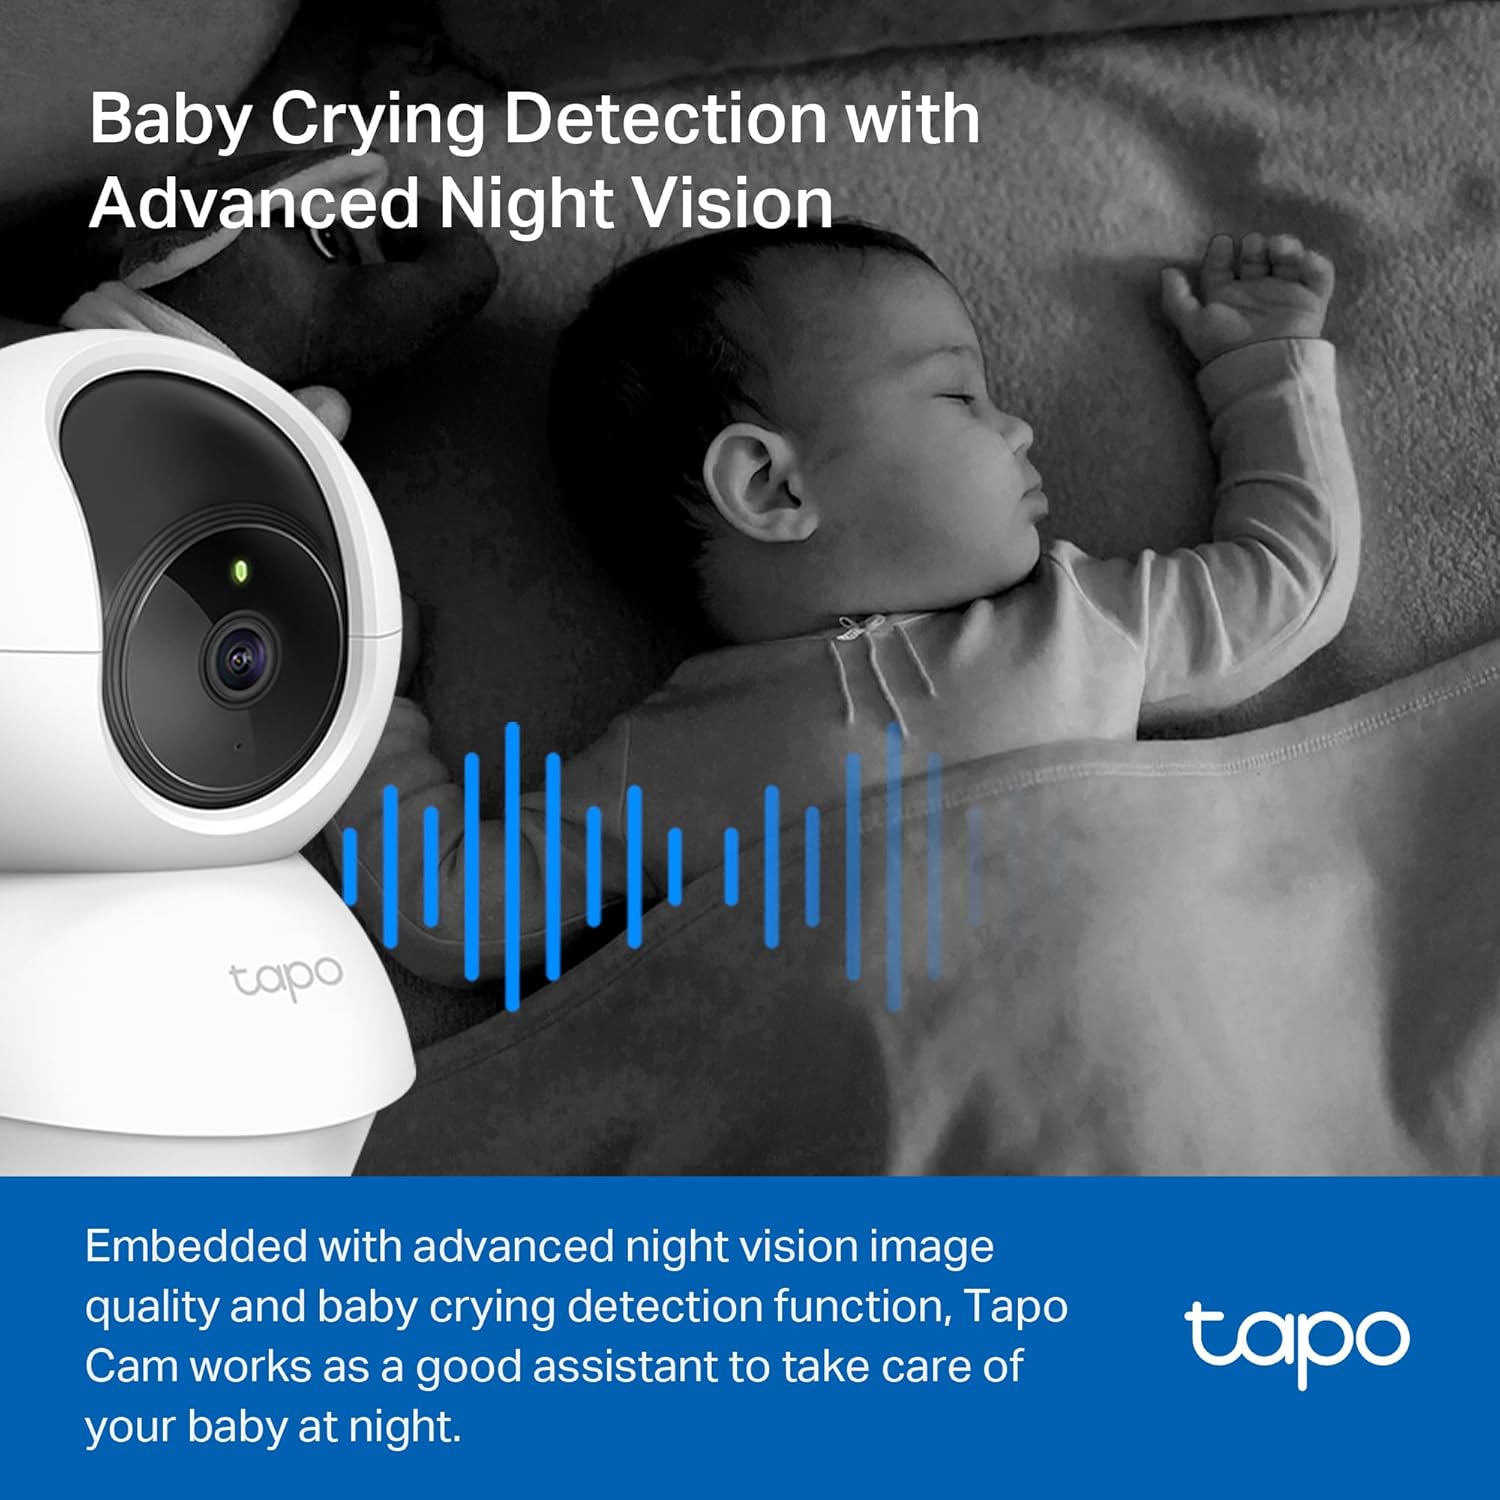 Baby Crying Detection with
Advanced Night Vision
tapo
Embedded with advanced night vision image
quality and baby crying detection function, Tapo
Cam works as a good assistant to take care of
your baby at night.
tapo